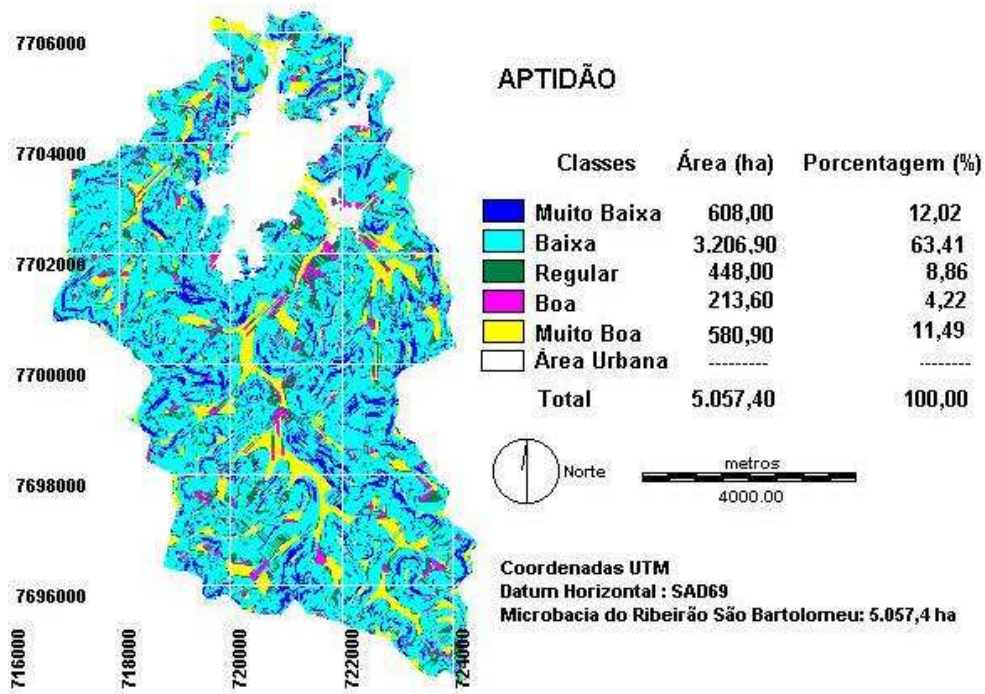 APTIDÃO
Classes Área (ha) Porcentagem (%)
Muito Baixa 608,00 12,02
Baixa 3.206,90 63,41
Regular 448,00 8,86
Boa 213,60 4,22
Muito Boa 580,90 11,49
Área Urbana -------- -------
Total 5.057,40 100,00
Norte
metros
4000.00
Coordenadas UTM
Datum Horizontal : SAD69
Microbacia do Ribeirão São Bartolomeu: 5.057,4 ha
7706000
7704000
7702000
7700000
7698000
7696000
716000
718000
720000
722000
724000